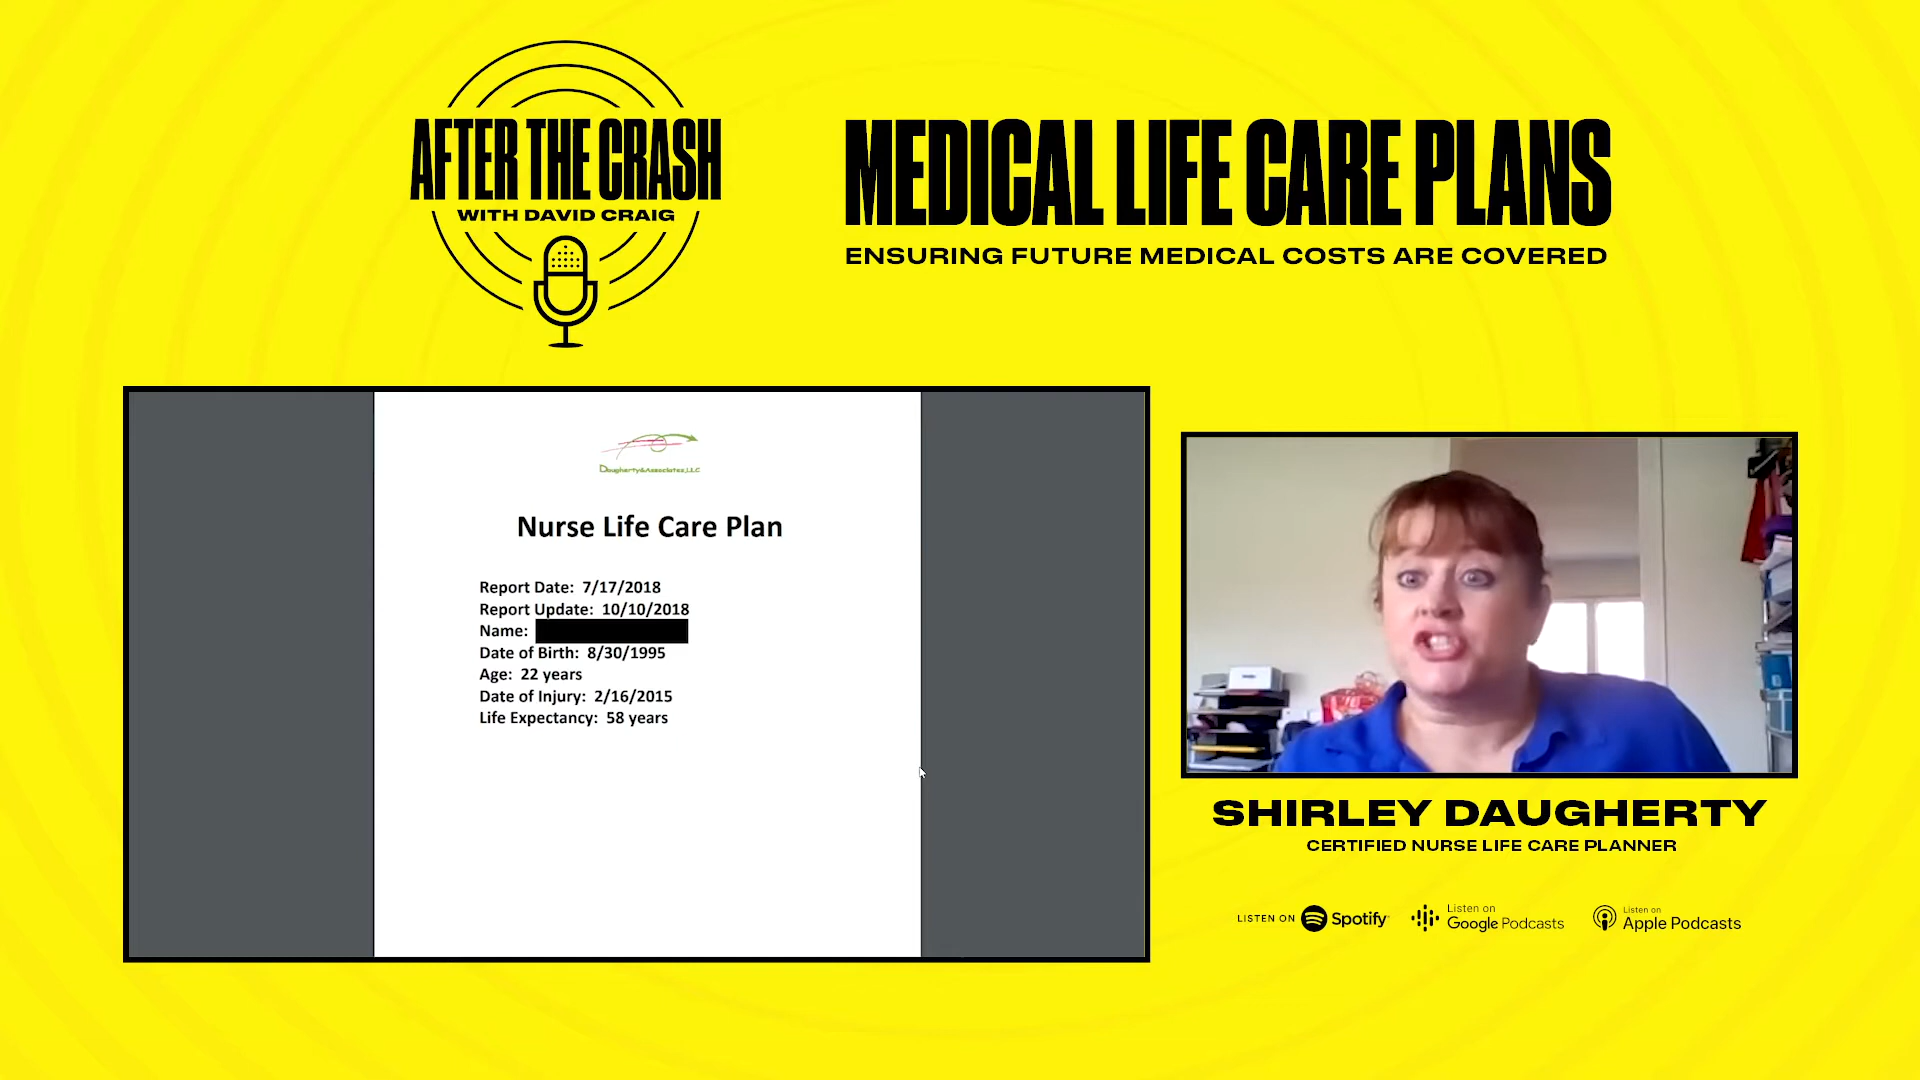 AFTER THE CRASH
WITH DAVID CRAIG
MEDICAL LIFE CARE PLANS
ENSURING FUTURE MEDICAL COSTS ARE COVERED
Daugherty&Associates,LLC
Nurse Life Care Plan
Report Date: 7/17/2018
Report Update: 10/10/2018
Name:
Date of Birth: 8/30/1995
Age: 22 years
Date of Injury: 2/16/2015
Life Expectancy: 58 years
SHIRLEY DAUGHERTY
CERTIFIED NURSE LIFE CARE PLANNER
LISTEN ON Spotify
Listen on
Google Podcasts
Listen on
Apple Podcasts